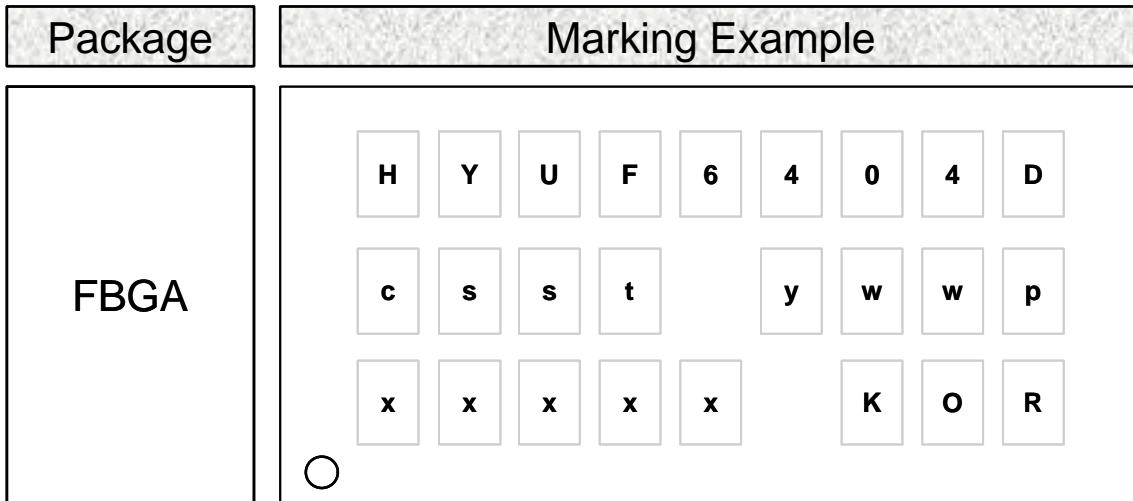 Package
Marking Example
FBGA
H Y U F 6 4 0 4 D
c s s t y w w p
x x x x x K O R